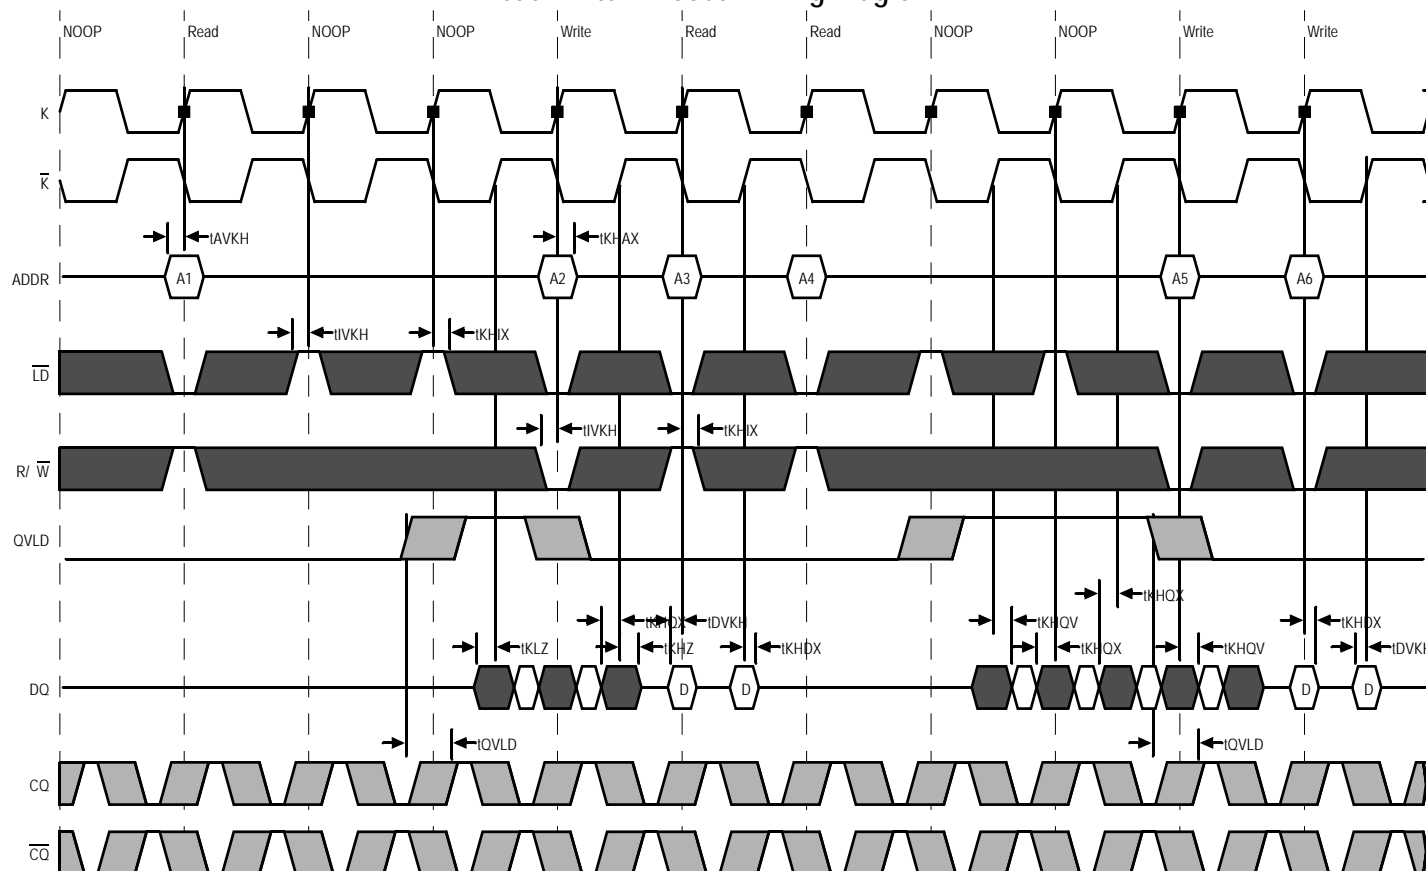 NOOP Read NOOP NOOP Write Read Read NOOP NOOP Write Write
K
K
tAVKH tKHAX
ADDR A1 A2 A3 A4 A5 A6
tIVKH tKHIX
LD
tIVKH tKHIX
R/ W
QVLD
tKHQX
tKHQX tDVKH tKHQV tKHDX
tKLZ tKHZ tKHDX tKHQX tKHQV tDVKH
DQ D D D D
tQVLD tQVLD
CQ
CQ